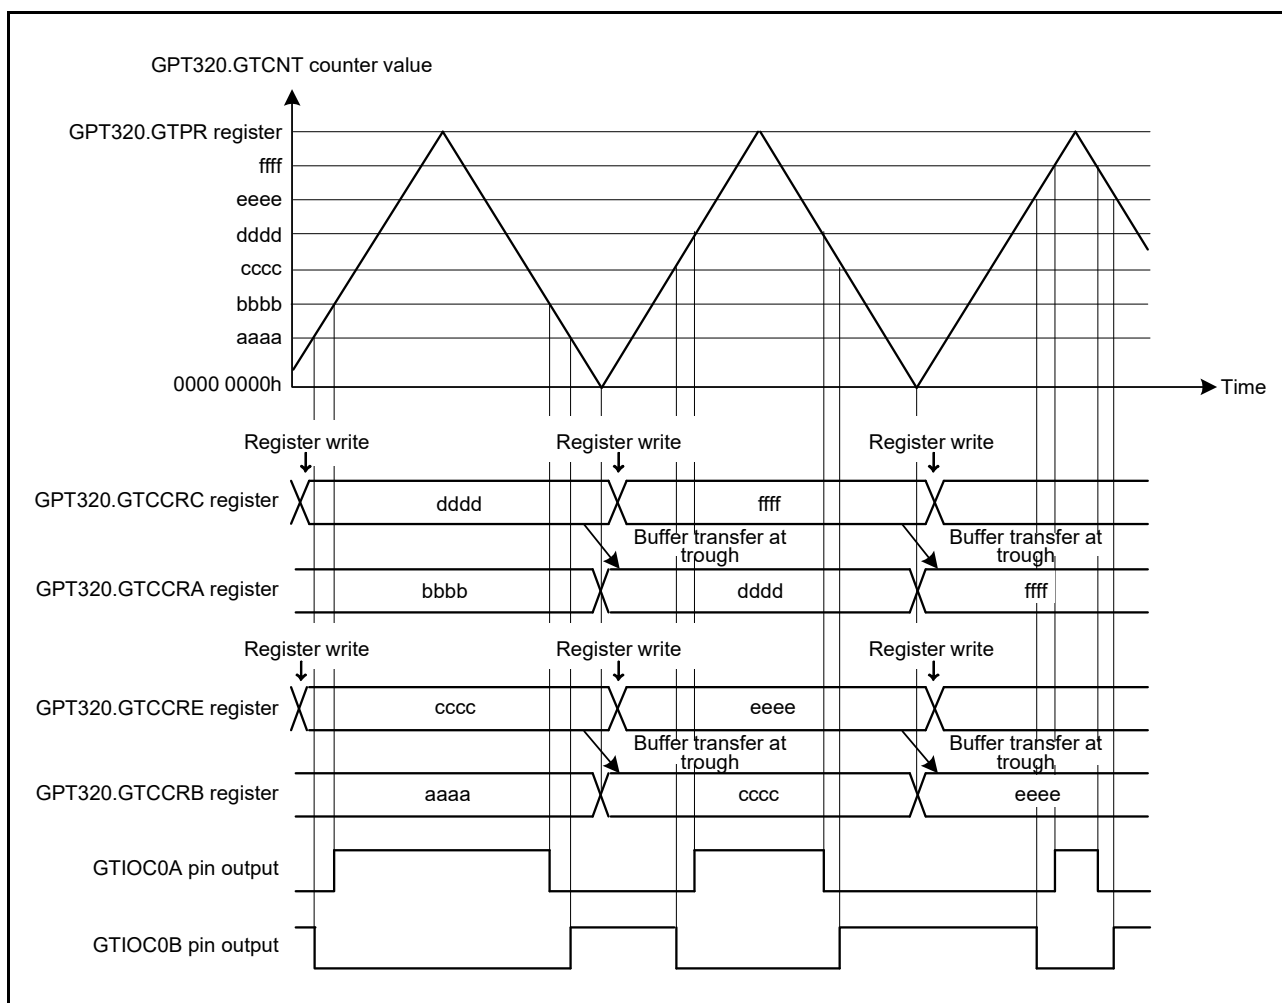 GPT320.GTCNT counter value
GPT320.GTPR register
ffff
eeee
dddd
cccc
bbbb
aaaa
0000 0000h
Time
Register write Register write Register write
GPT320.GTCCRC register dddd ffff
Buffer transfer at trough Buffer transfer at trough
GPT320.GTCCRA register bbbb dddd ffff
Register write Register write Register write
GPT320.GTCCRE register cccc eeee
Buffer transfer at trough Buffer transfer at trough
GPT320.GTCCRB register aaaa cccc eeee
GTIOC0A pin output
GTIOC0B pin output